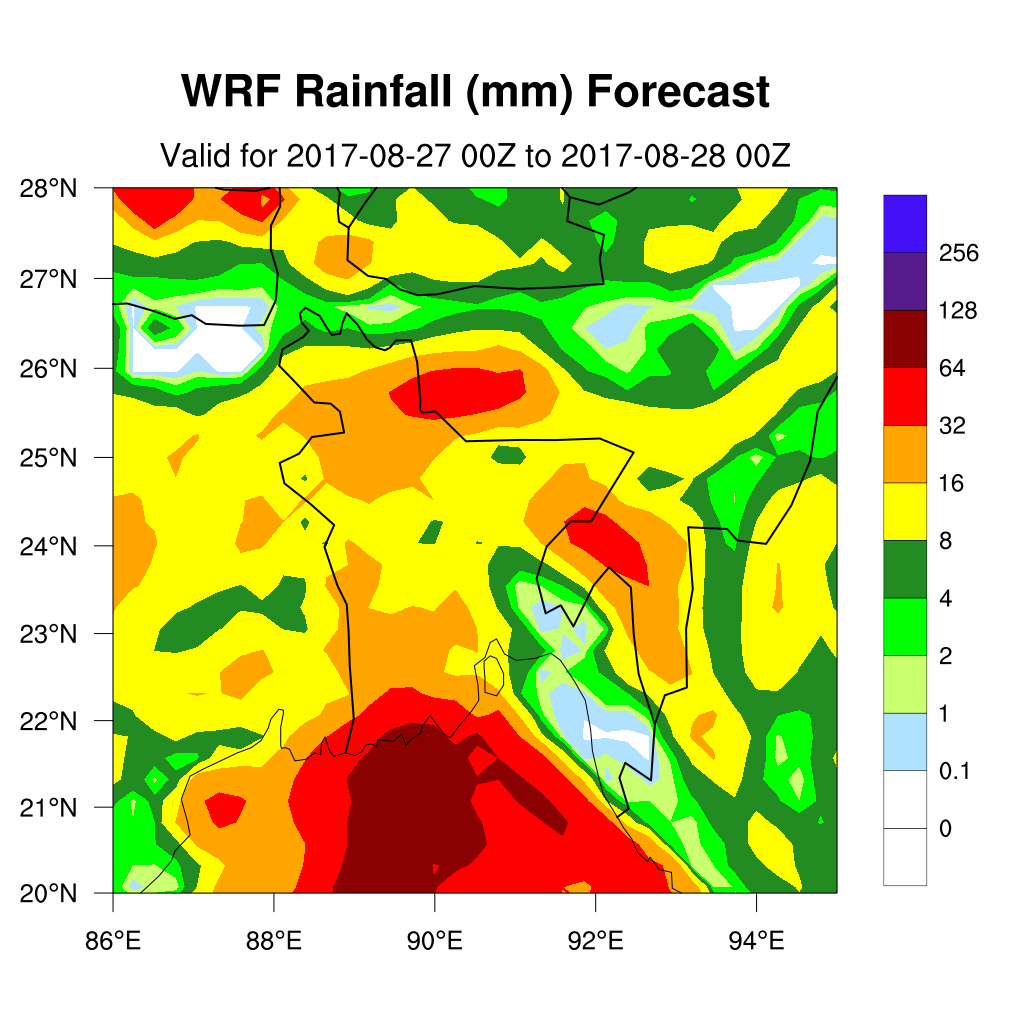 WRF Rainfall (mm) Forecast
Valid for 2017-08-27 00Z to 2017-08-28 00Z
28°N
27°N
26°N
25°N
24°N
23°N
22°N
21°N
20°N
86°E 88°E 90°E 92°E 94°E
256
128
64
32
16
8
4
2
1
0.1
0